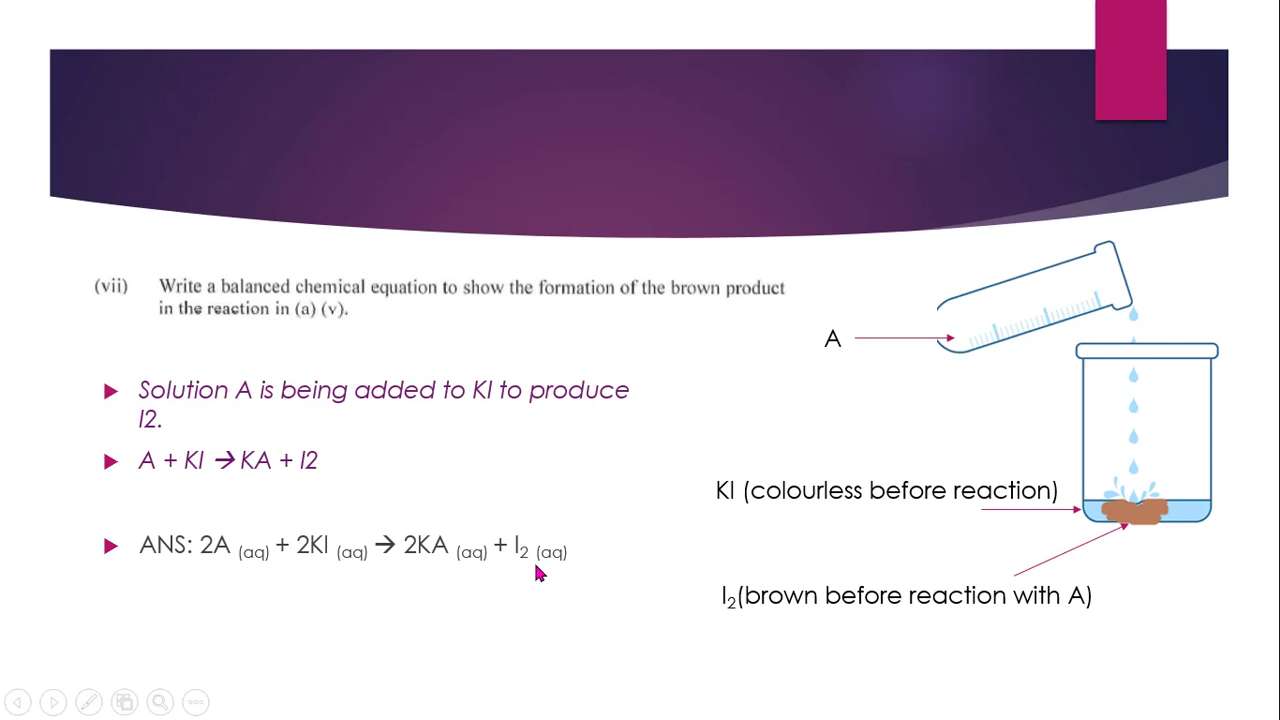 (vii) Write a balanced chemical equation to show the formation of the brown product
in the reaction in (a) (v).
A
Solution A is being added to KI to produce
I2.
A + KI → KA + I2
KI (colourless before reaction)
ANS: 2A (aq) + 2KI (aq) → 2KA (aq) + I2 (aq)
I2(brown before reaction with A)